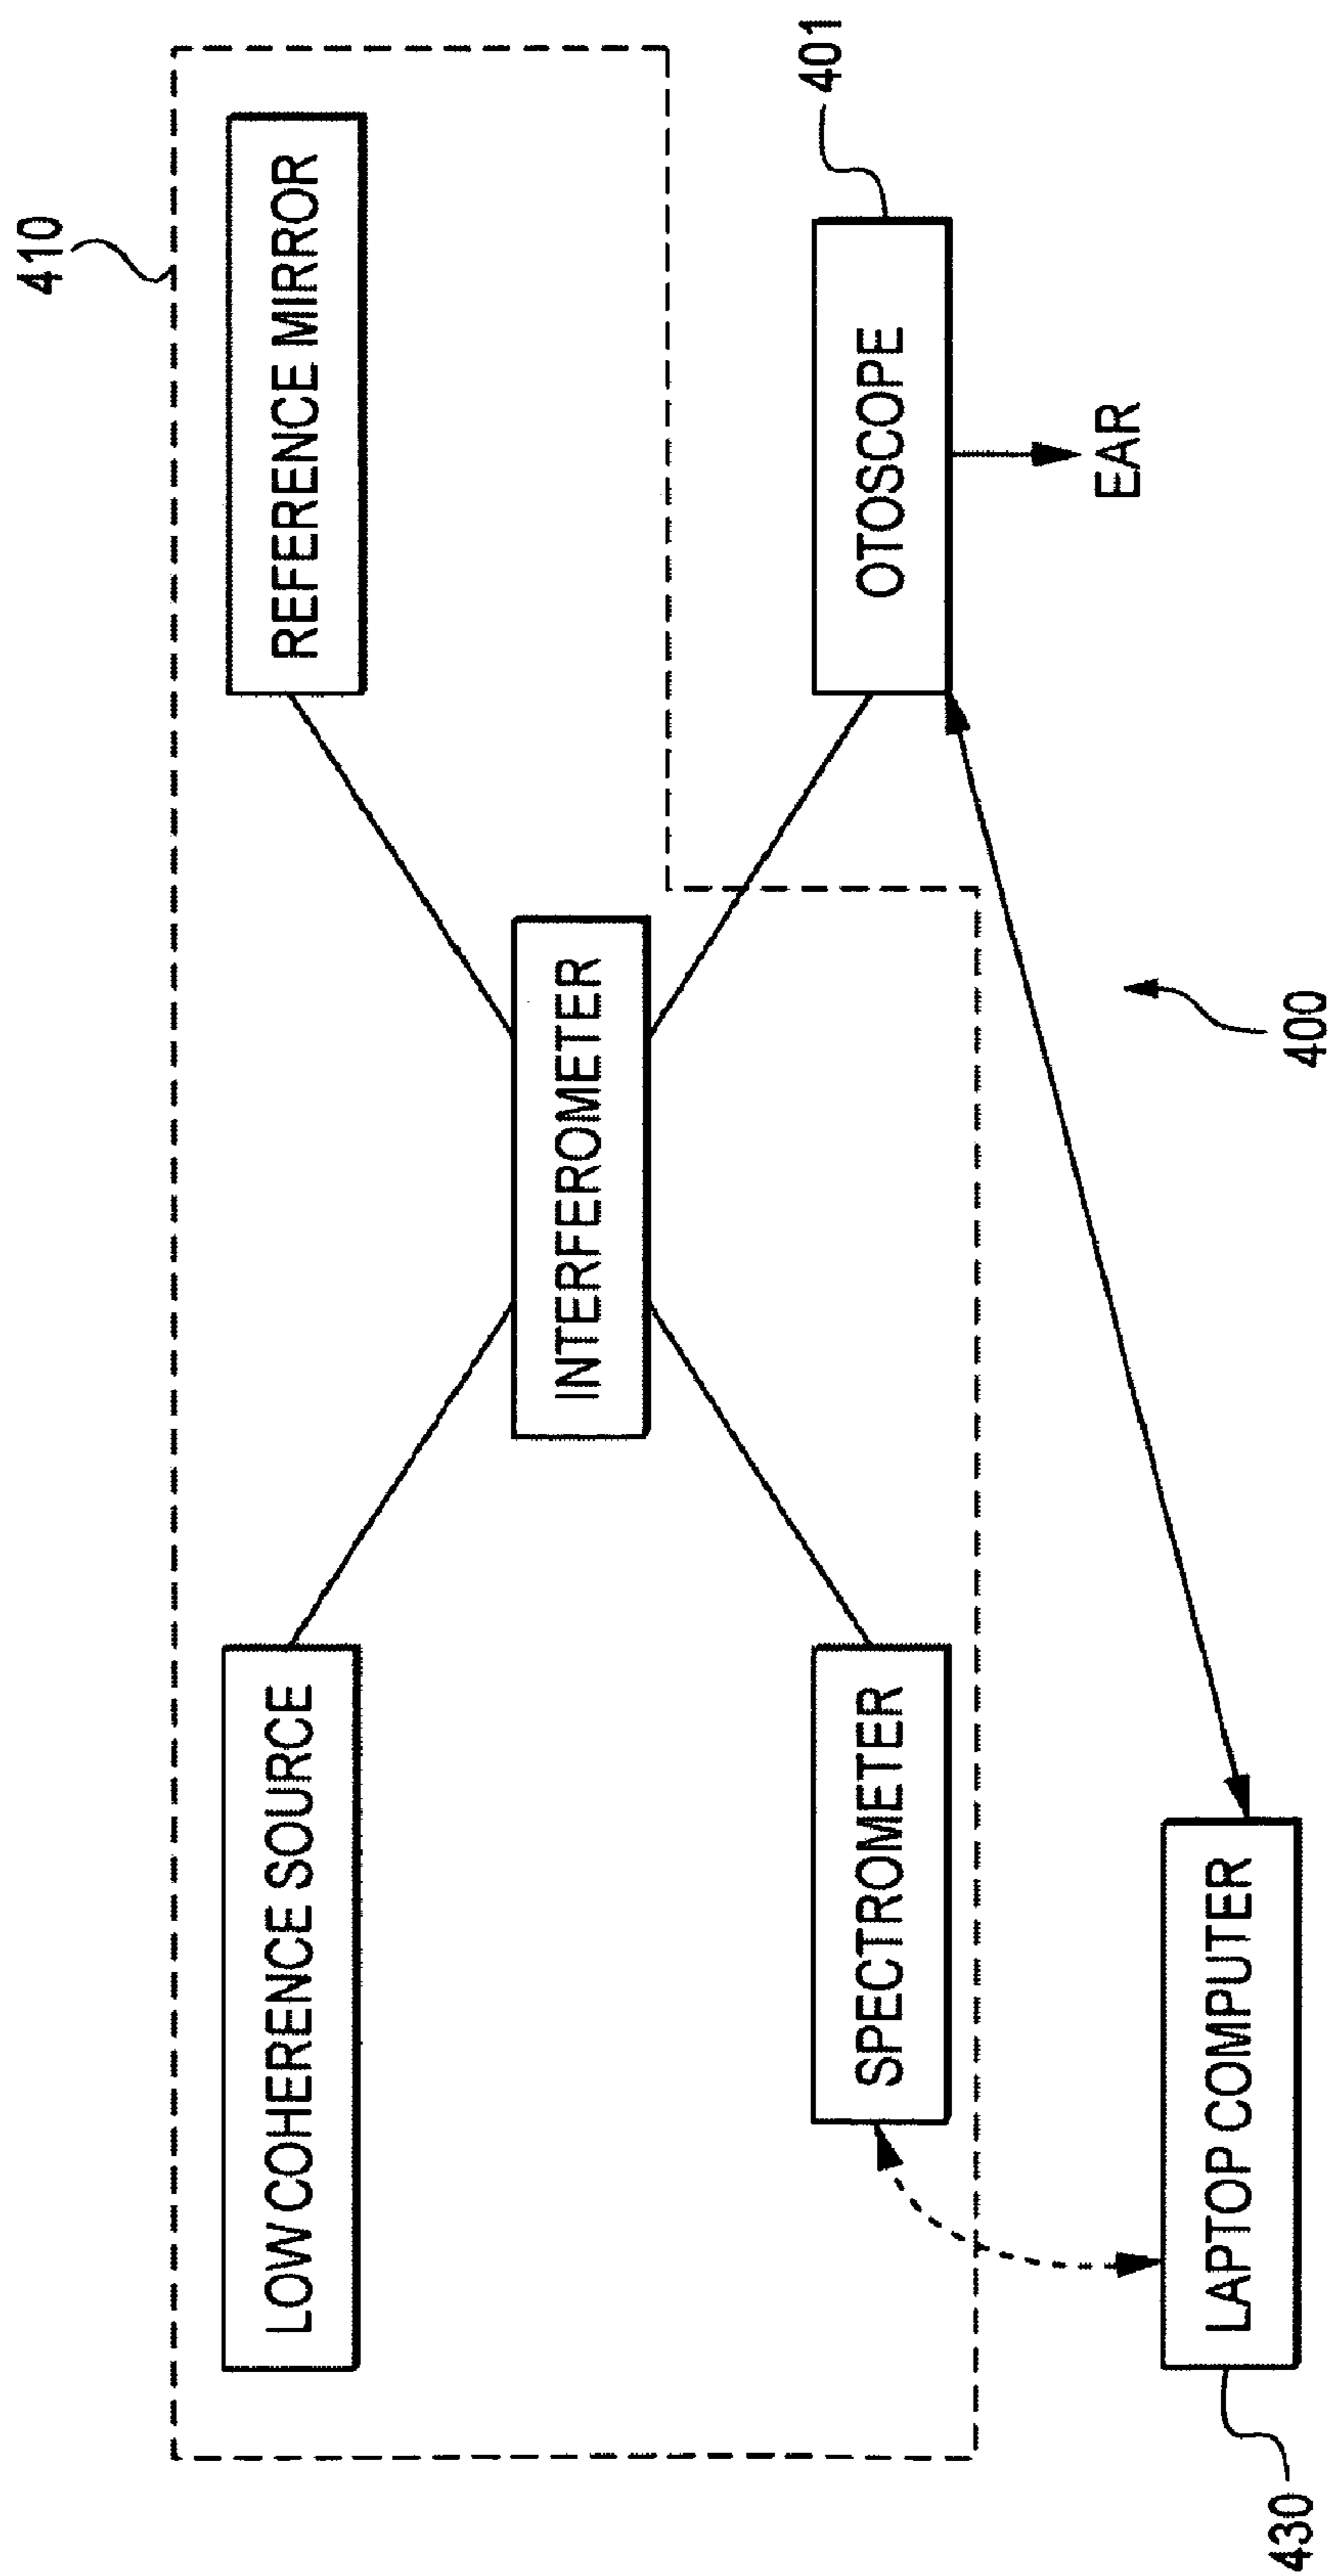 410
LOW COHERENCE SOURCE
REFERENCE MIRROR
INTERFEROMETER
401
SPECTROMETER
OTOSCOPE
EAR
LAPTOP COMPUTER
400
430